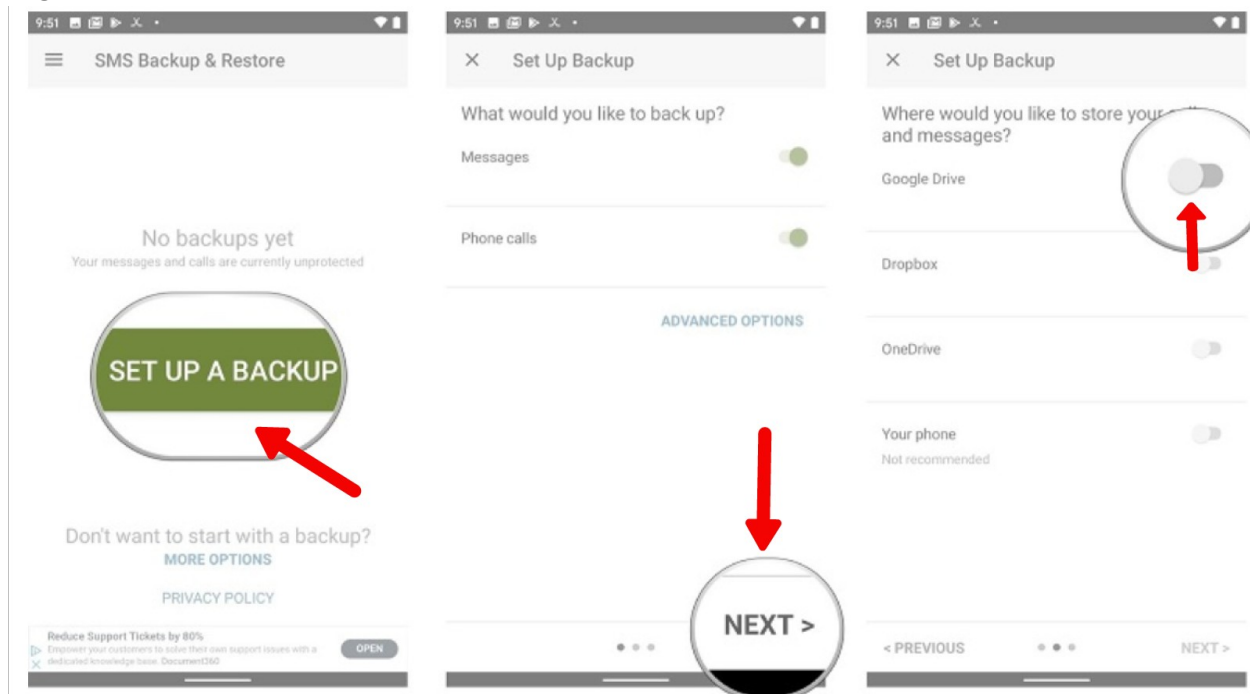 9:51
SMS Backup & Restore
No backups yet
Your messages and calls are currently unprotected
SET UP A BACKUP
Don't want to start with a backup?
MORE OPTIONS
PRIVACY POLICY
Reduce Support Tickets by 80%
Empower your customers to solve their own support issues with a
dedicated knowledge base. Document360
OPEN
9:51
Set Up Backup
What would you like to back up?
Messages
Phone calls
ADVANCED OPTIONS
NEXT >
9:51
Set Up Backup
Where would you like to store your
and messages?
Google Drive
Dropbox
OneDrive
Your phone
Not recommended
< PREVIOUS
NEXT >